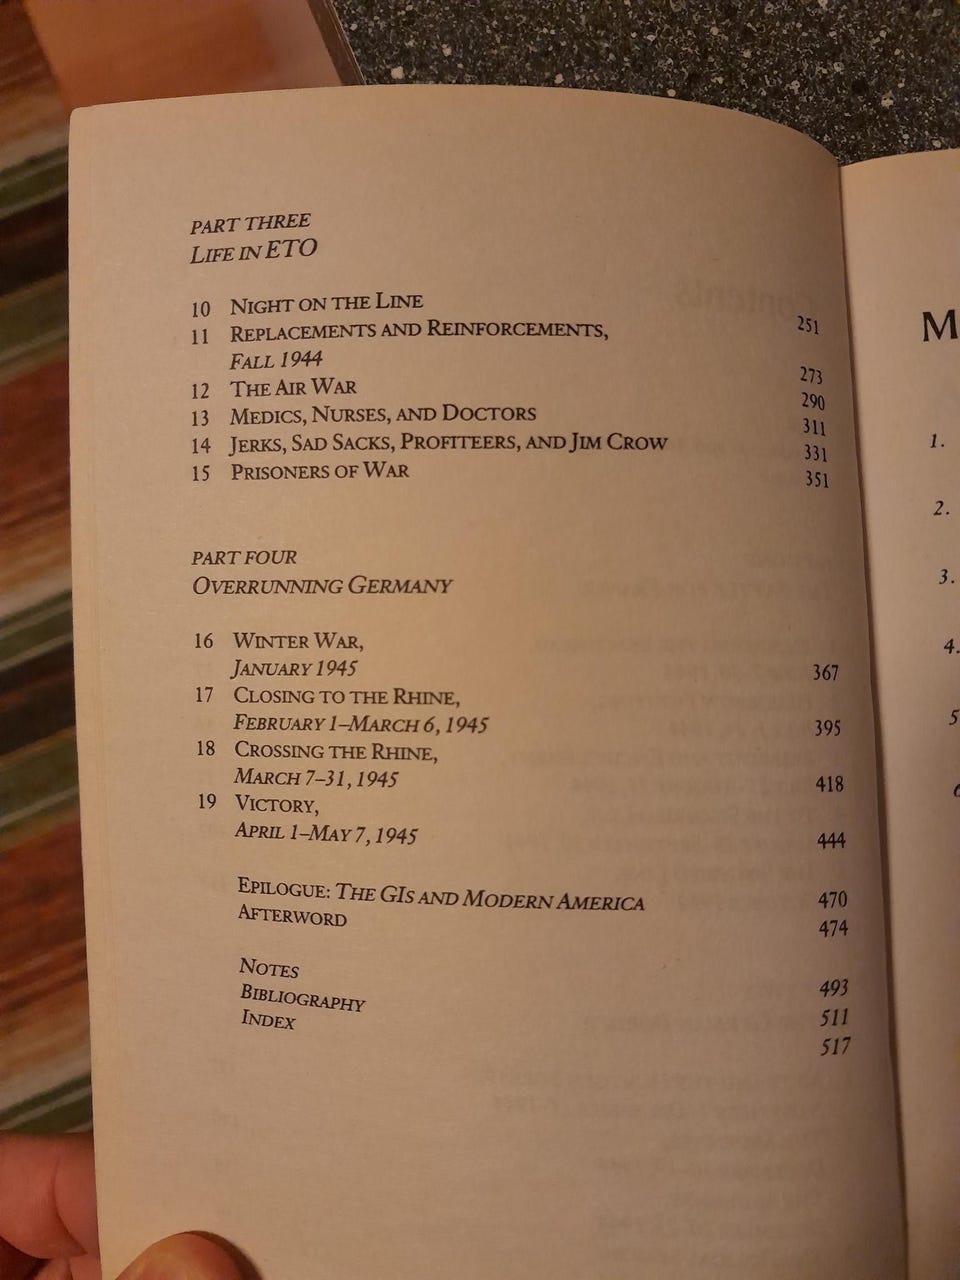 PART THREE
LIFE IN ETO
10 NIGHT ON THE LINE 251
11 REPLACEMENTS AND REINFORCEMENTS,
FALL 1944 273
12 THE AIR WAR 290
13 MEDICS, NURSES, AND DOCTORS 311
14 JERKS, SAD SACKS, PROFITEERS, AND JIM CROW 331
15 PRISONERS OF WAR 351
PART FOUR
OVERRUNNING GERMANY
16 WINTER WAR,
JANUARY 1945 367
17 CLOSING TO THE RHINE,
FEBRUARY 1–MARCH 6, 1945 395
18 CROSSING THE RHINE,
MARCH 7–31, 1945 418
19 VICTORY,
APRIL 1–MAY 7, 1945 444
EPILOGUE: THE GIS AND MODERN AMERICA 470
AFTERWORD 474
NOTES 493
BIBLIOGRAPHY 511
INDEX 517
M
1.
2.
3.
4.
5